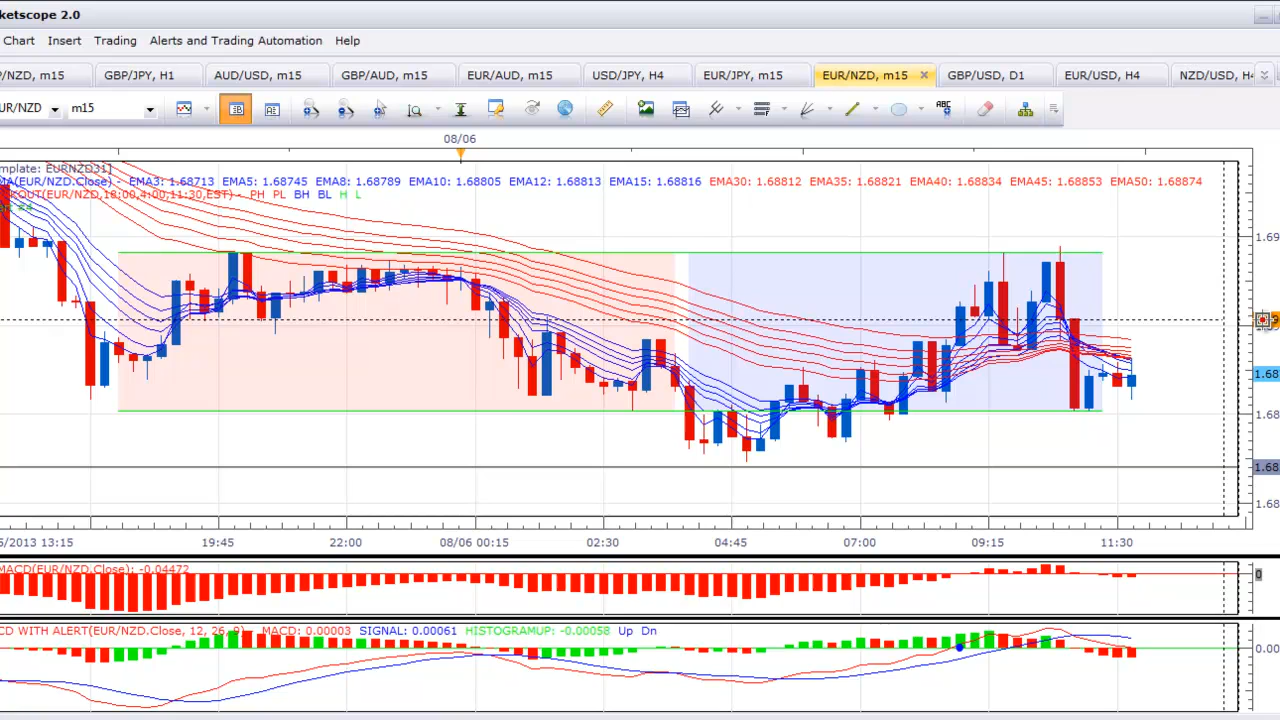 ketscope 2.0
Chart Insert Trading Alerts and Trading Automation Help
/NZD, m15 GBP/JPY, H1 AUD/USD, m15 GBP/AUD, m15 EUR/AUD, m15 USD/JPY, H4 EUR/JPY, m15 EUR/NZD, m15 GBP/USD, D1 EUR/USD, H4 NZD/USD, H4
UR/NZD m15 ABC
08/06
mplate: EURNZD31]
MA(EUR/NZD.Close) - EMA3: 1.68713 EMA5: 1.68745 EMA8: 1.68789 EMA10: 1.68805 EMA12: 1.68813 EMA15: 1.68816 EMA30: 1.68812 EMA35: 1.68821 EMA40: 1.68834 EMA45: 1.68853 EMA50: 1.68874
KOUT(EUR/NZD,18:00,4:00,11:30,EST) - PH PL BH BL H L
1.69
1.68
1.68
1.68
1.68
5/2013 13:15 19:45 22:00 08/06 00:15 02:30 04:45 07:00 09:15 11:30
MACD(EUR/NZD.Close): -0.04472
0
CD WITH ALERT(EUR/NZD.Close, 12, 26, 9) - MACD: 0.00003 SIGNAL: 0.00061 HISTOGRAMUP: -0.00058 Up Dn
0.00